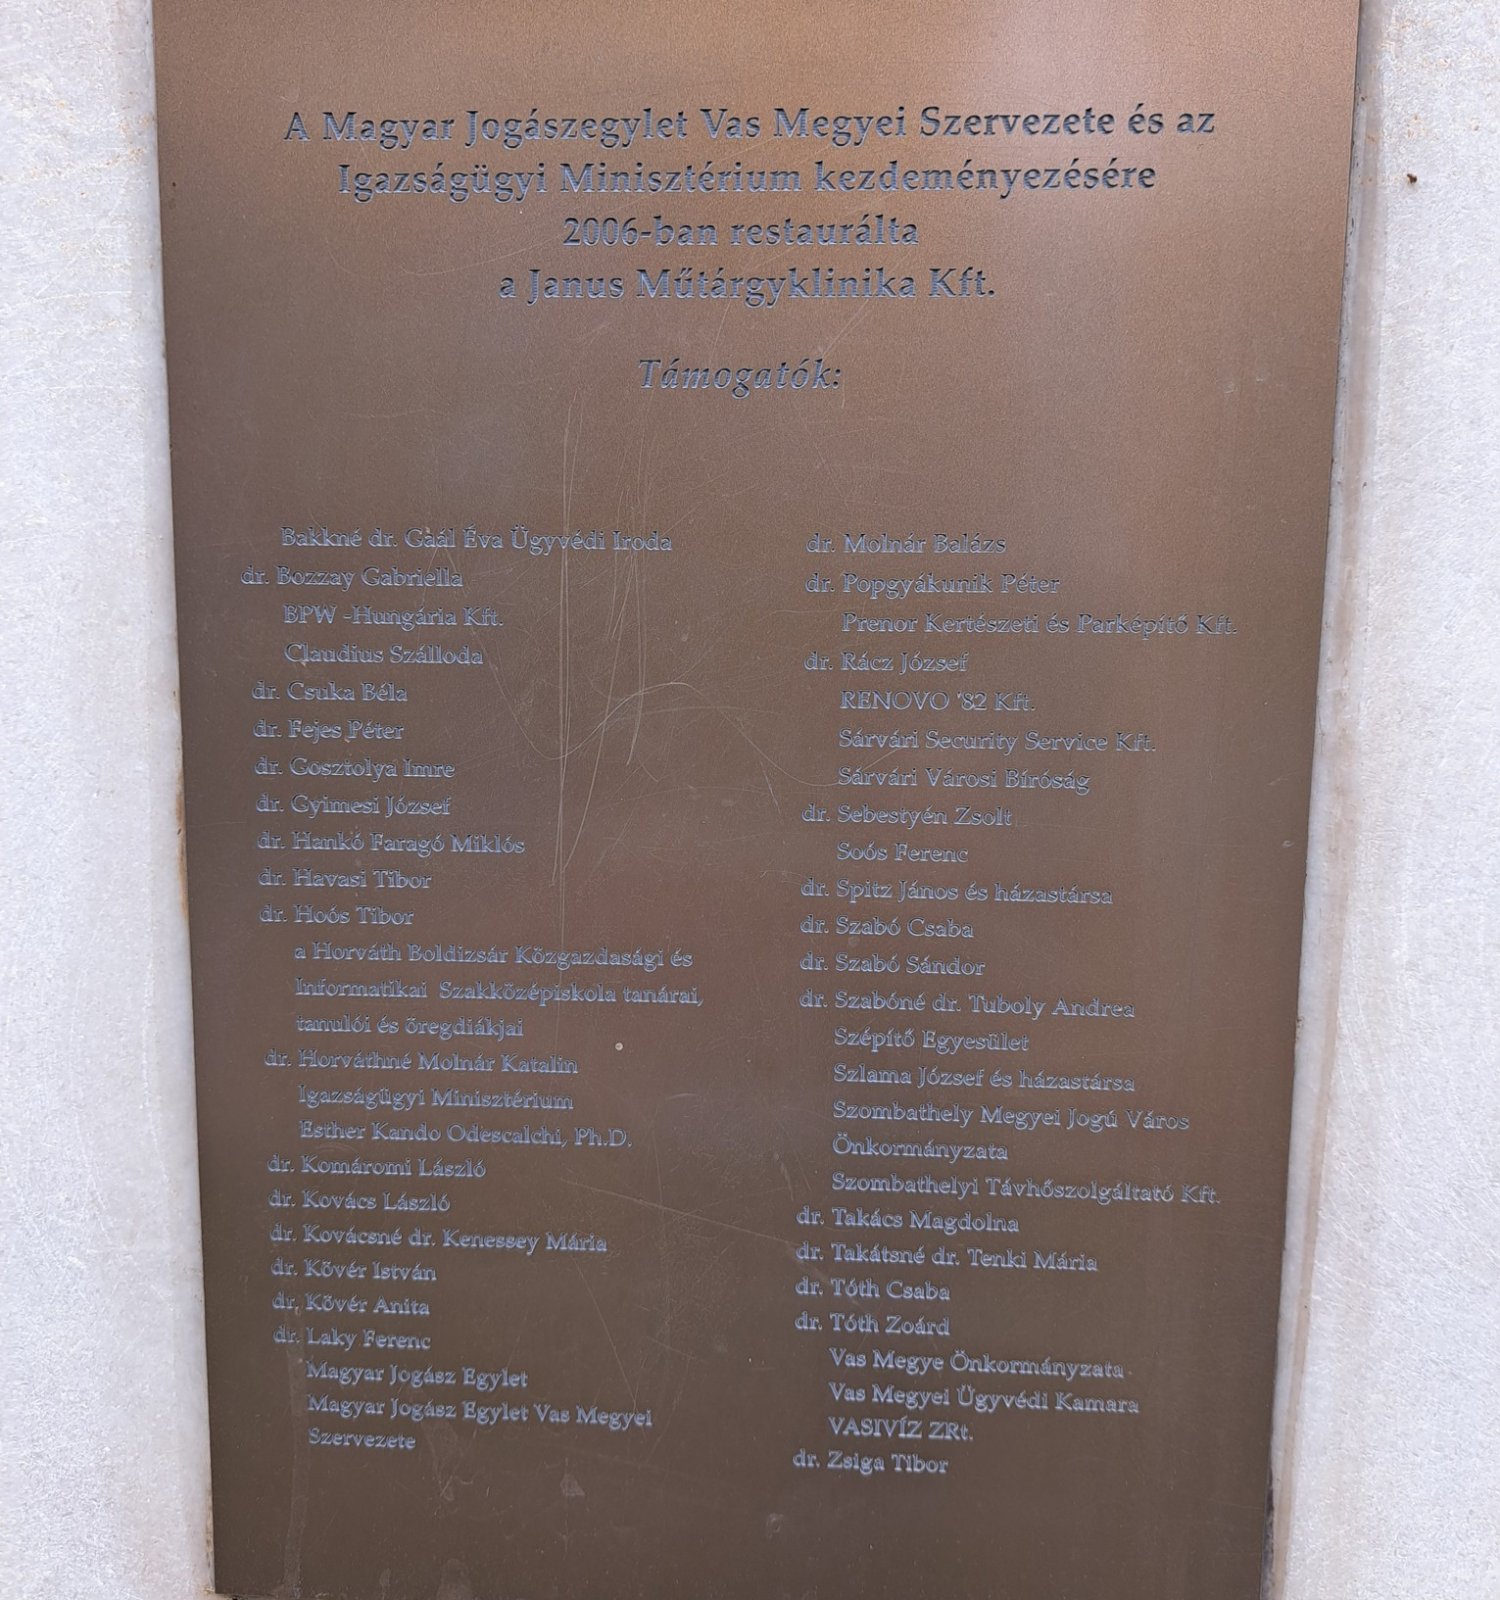 A Magyar Jogászegylet Vas Megyei Szervezete és az
Igazságügyi Minisztérium kezdeményezésére
2006-ban restaurálta
a Janus Műtárgyklinika Kft.
Támogatók:
Bakkné dr. Gaál Éva Ügyvédi Iroda
dr. Bozzay Gabriella
BPW -Hungária Kft.
Claudius Szálloda
dr. Csuka Béla
dr. Fejes Péter
dr. Gosztolya Imre
dr. Gyimesi József
dr. Hankó Faragó Miklós
dr. Havasi Tibor
dr. Hoós Tibor
a Horváth Boldizsár Közgazdasági és
Informatikai Szakközépiskola tanárai,
tanulói és öregdiákjai
dr. Horváthné Molnár Katalin
Igazságügyi Minisztérium
Esther Kando Odescalchi, Ph.D.
dr. Komáromi László
dr. Kovács László
dr. Kovácsné dr. Kenessey Mária
dr. Kövér István
dr. Kövér Anita
dr. Laky Ferenc
Magyar Jogász Egylet
Magyar Jogász Egylet Vas Megyei
Szervezete
dr. Molnár Balázs
dr. Popgyákunik Péter
Prenor Kertészeti és Parképítő Kft.
dr. Rácz József
RENOVO '82 Kft.
Sárvári Security Service Kft.
Sárvári Városi Bíróság
dr. Sebestyén Zsolt
Soós Ferenc
dr. Spitz János és házastársa
dr. Szabó Csaba
dr. Szabó Sándor
dr. Szabóné dr. Tuboly Andrea
Szépítő Egyesület
Szlama József és házastársa
Szombathely Megyei Jogú Város
Önkormányzata
Szombathelyi Távhőszolgáltató Kft.
dr. Takács Magdolna
dr. Takátsné dr. Tenki Mária
dr. Tóth Csaba
dr. Tóth Zoárd
Vas Megye Önkormányzata
Vas Megyei Ügyvédi Kamara
VASIVÍZ ZRt.
dr. Zsiga Tibor